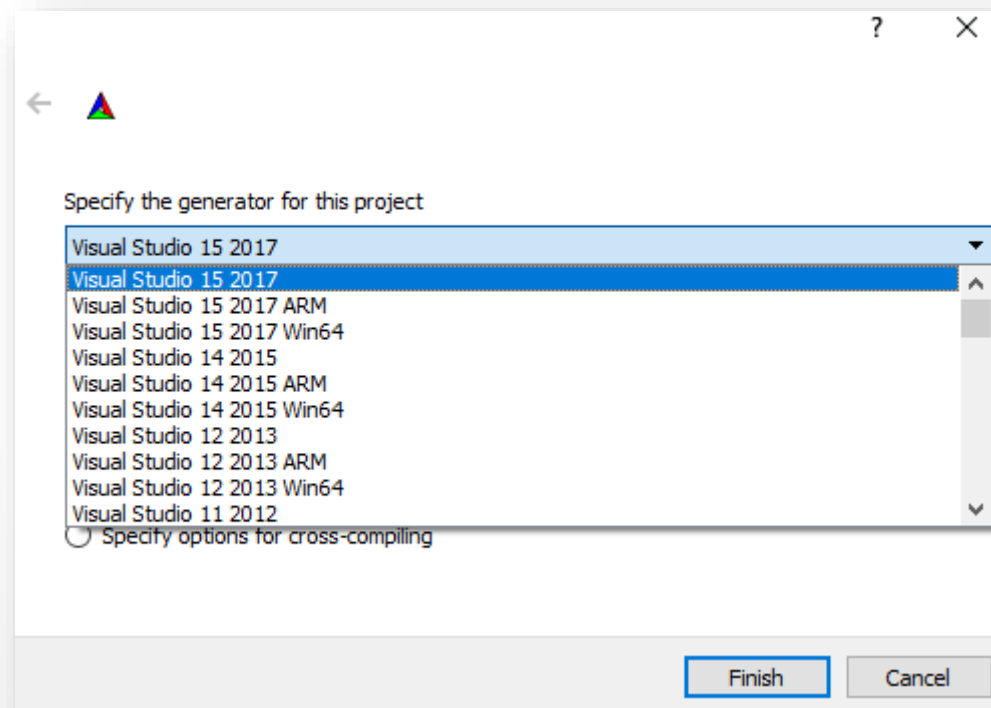 ?
Specify the generator for this project
Visual Studio 15 2017
Visual Studio 15 2017
Visual Studio 15 2017 ARM
Visual Studio 15 2017 Win64
Visual Studio 14 2015
Visual Studio 14 2015 ARM
Visual Studio 14 2015 Win64
Visual Studio 12 2013
Visual Studio 12 2013 ARM
Visual Studio 12 2013 Win64
Visual Studio 11 2012
Specify options for cross-compiling
Finish Cancel